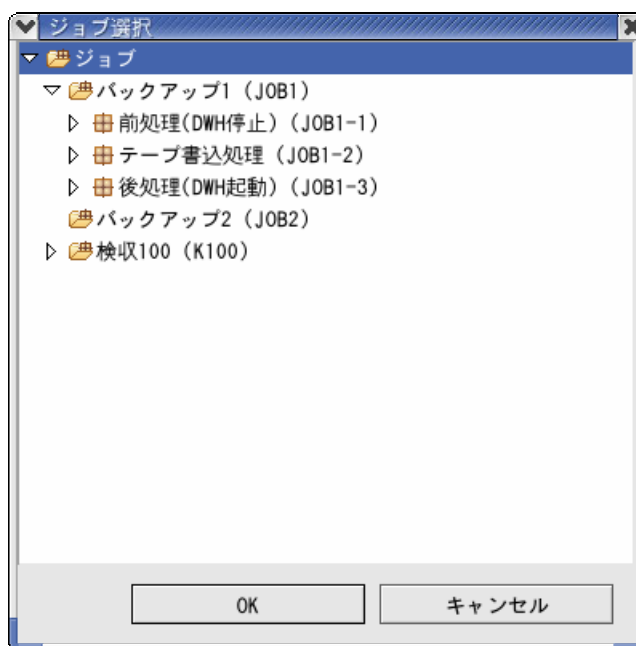 ジョブ選択
ジョブ
バックアップ1 (JOB1)
前処理(DWH停止) (JOB1-1)
テープ書込処理 (JOB1-2)
後処理(DWH起動) (JOB1-3)
バックアップ2 (JOB2)
検収100 (K100)
OK
キャンセル